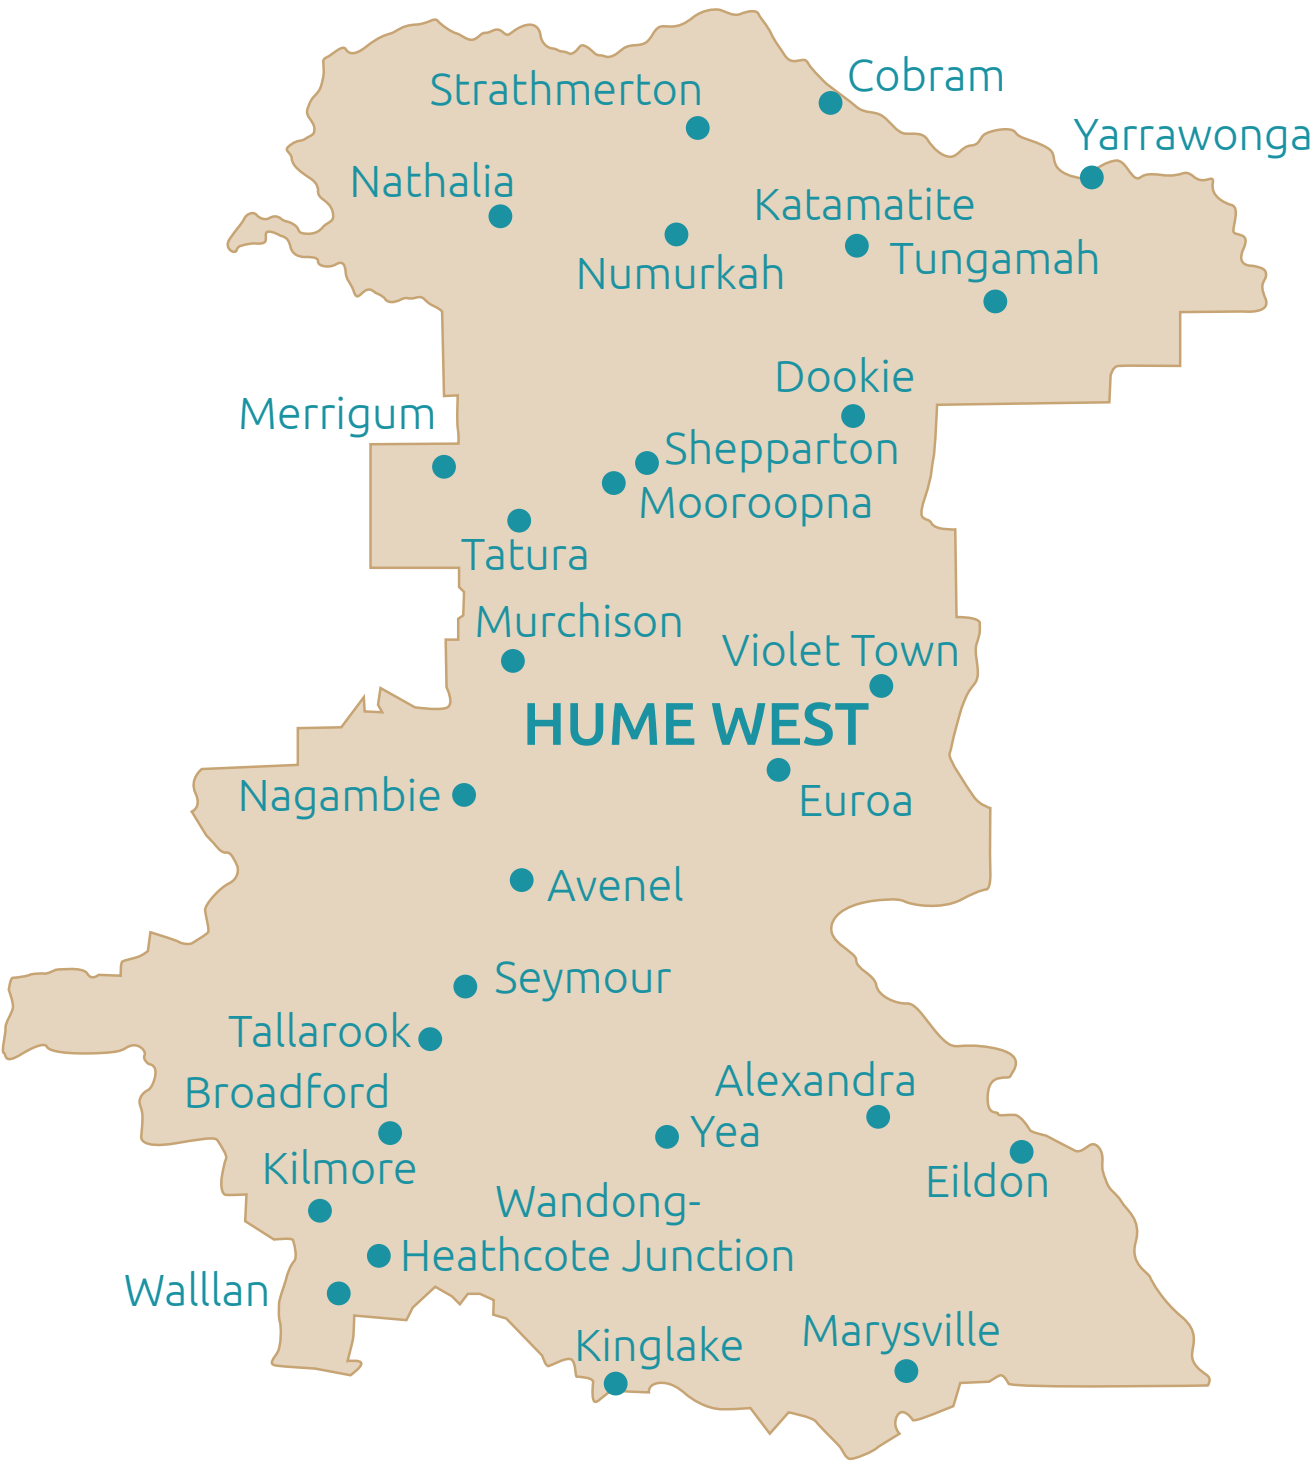 Cobram
Strathmerton
Yarrawonga
Nathalia
Katamatite
Tungamah
Numurkah
Dookie
Merrigum
Shepparton
Mooroopna
Tatura
Murchison
Violet Town
HUME WEST
Nagambie
Euroa
Avenel
Seymour
Tallarook
Alexandra
Broadford
Yea
Kilmore
Eildon
Wandong-
Heathcote Junction
Walllan
Marysville
Kinglake